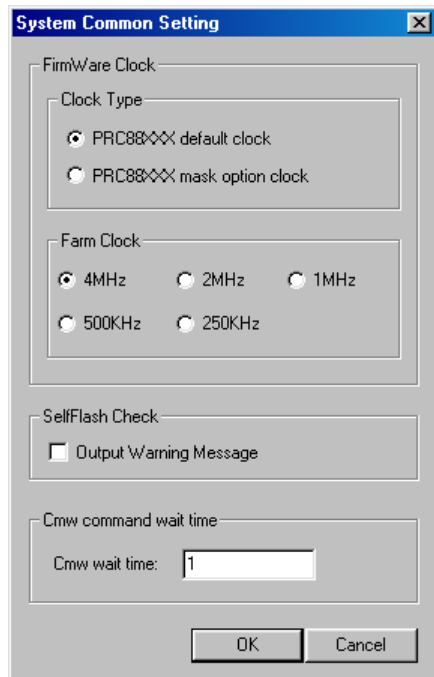 System Common Setting
FirmWare Clock
Clock Type
PRC88XXX default clock
PRC88XXX mask option clock
Farm Clock
4MHz 2MHz 1MHz
500KHz 250KHz
SelfFlash Check
Output Warning Message
Cmw command wait time
Cmw wait time: 1
OK Cancel